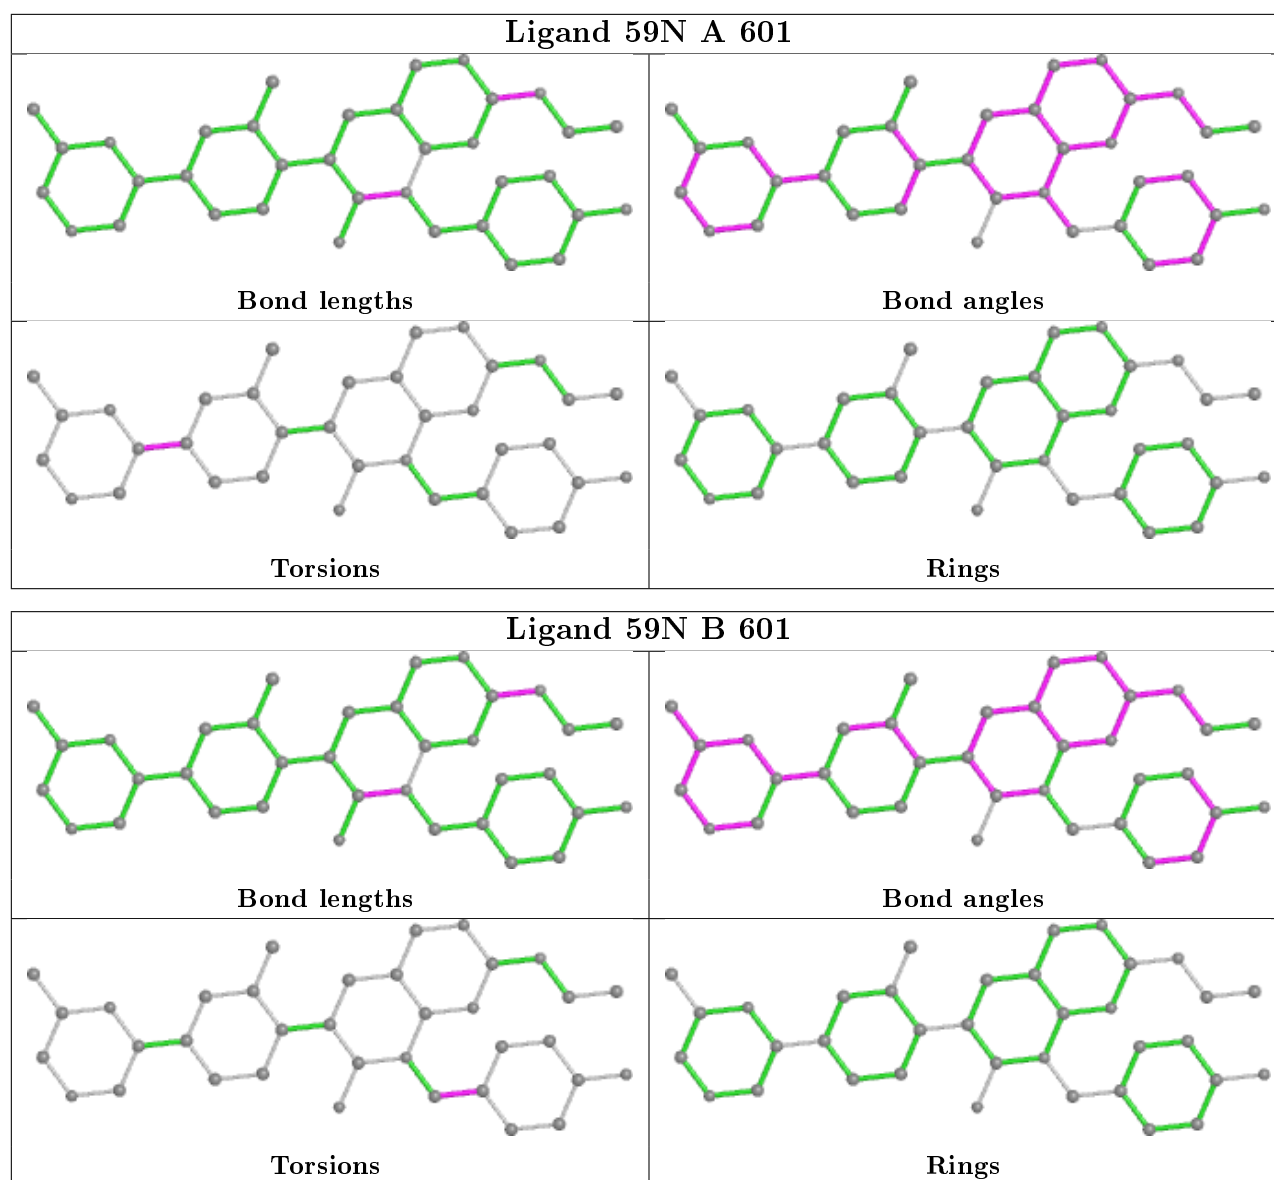 Ligand 59N A 601
Bond lengths
Bond angles
Torsions
Rings
Ligand 59N B 601
Bond lengths
Bond angles
Torsions
Rings